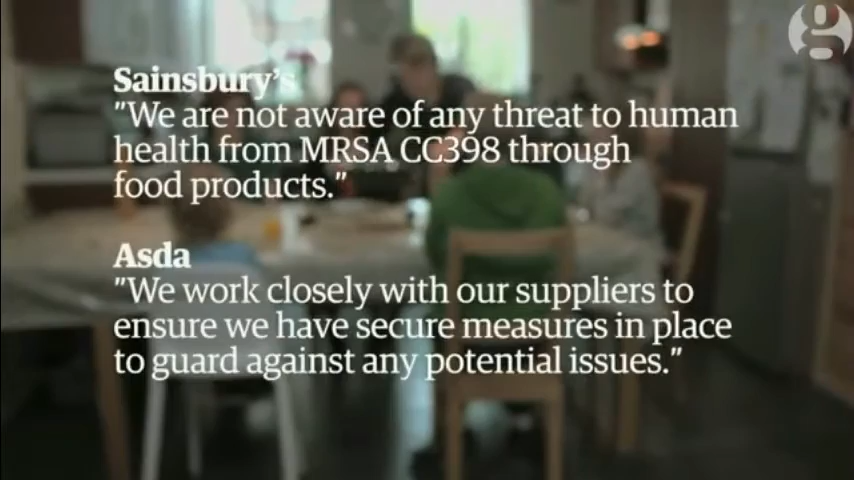 Sainsbury's
"We are not aware of any threat to human
health from MRSA CC398 through
food products."
Asda
"We work closely with our suppliers to
ensure we have secure measures in place
to guard against any potential issues."
g